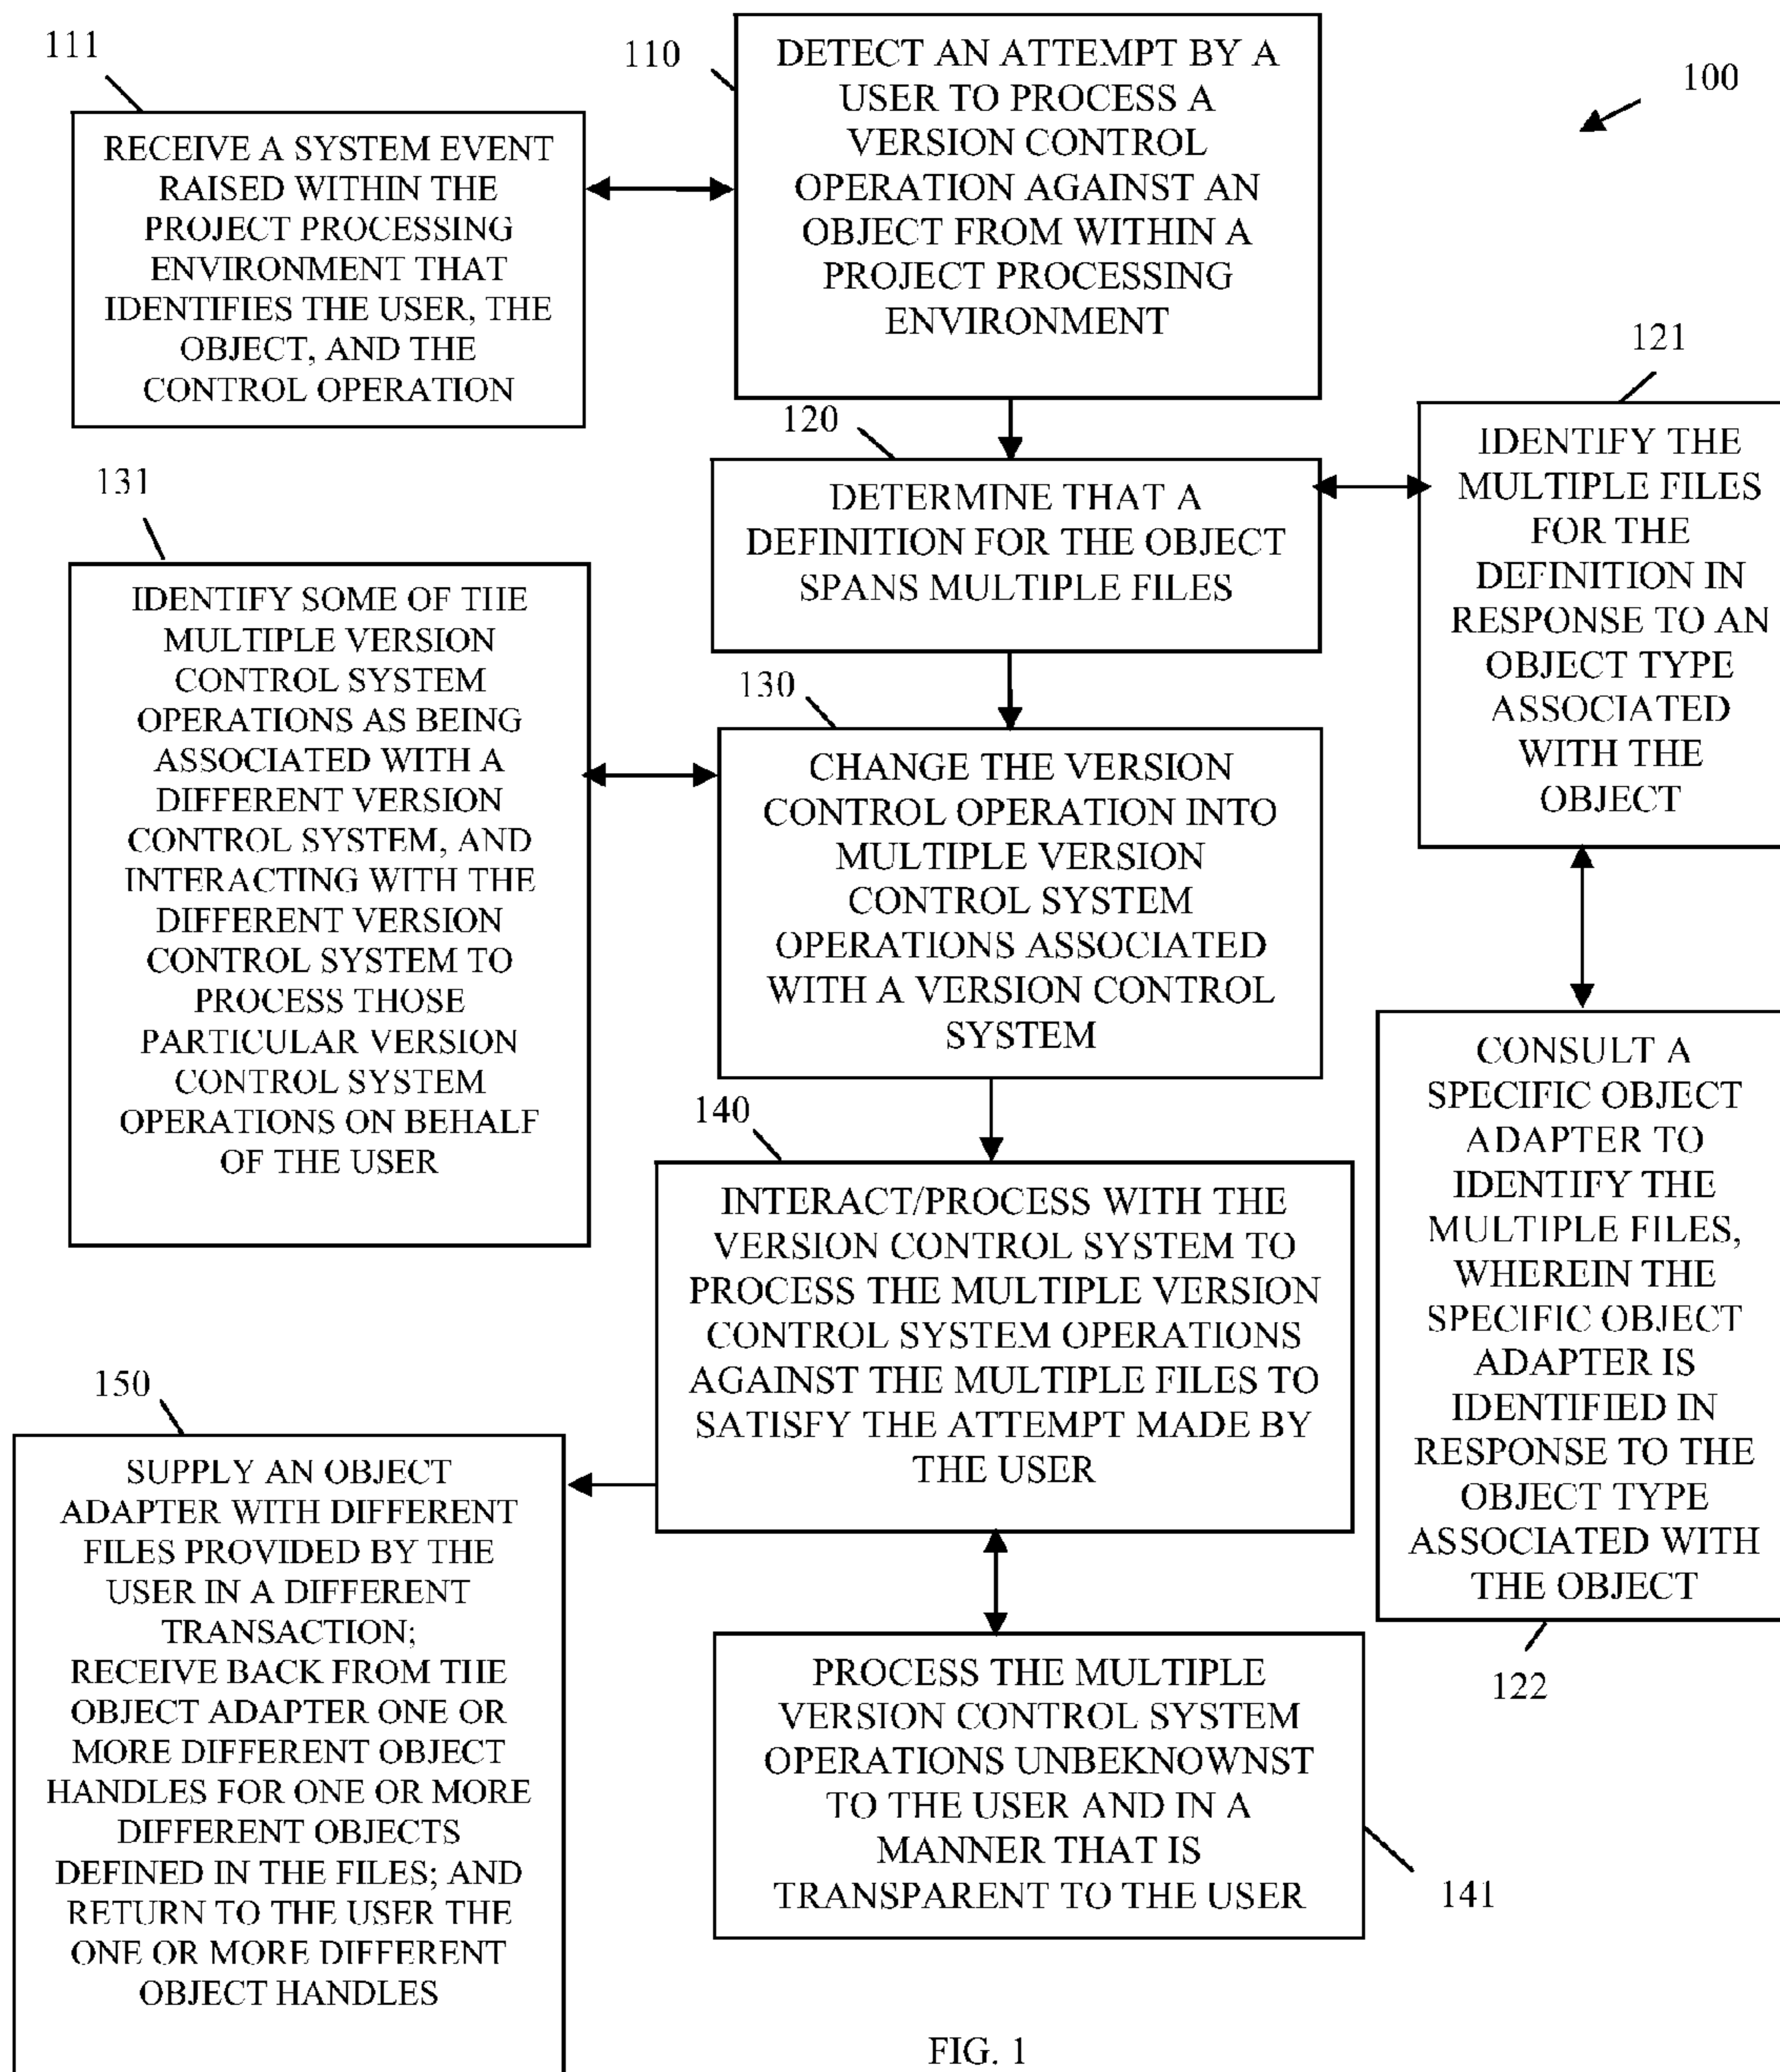 111
RECEIVE A SYSTEM EVENT
RAISED WITHIN THE
PROJECT PROCESSING
ENVIRONMENT THAT
IDENTIFIES THE USER, THE
OBJECT, AND THE
CONTROL OPERATION
110
DETECT AN ATTEMPT BY A
USER TO PROCESS A
VERSION CONTROL
OPERATION AGAINST AN
OBJECT FROM WITHIN A
PROJECT PROCESSING
ENVIRONMENT
100
120
DETERMINE THAT A
DEFINITION FOR THE OBJECT
SPANS MULTIPLE FILES
121
IDENTIFY THE
MULTIPLE FILES
FOR THE
DEFINITION IN
RESPONSE TO AN
OBJECT TYPE
ASSOCIATED
WITH THE
OBJECT
131
IDENTIFY SOME OF THE
MULTIPLE VERSION
CONTROL SYSTEM
OPERATIONS AS BEING
ASSOCIATED WITH A
DIFFERENT VERSION
CONTROL SYSTEM, AND
INTERACTING WITH THE
DIFFERENT VERSION
CONTROL SYSTEM TO
PROCESS THOSE
PARTICULAR VERSION
CONTROL SYSTEM
OPERATIONS ON BEHALF
OF THE USER
130
CHANGE THE VERSION
CONTROL OPERATION INTO
MULTIPLE VERSION
CONTROL SYSTEM
OPERATIONS ASSOCIATED
WITH A VERSION CONTROL
SYSTEM
CONSULT A
SPECIFIC OBJECT
ADAPTER TO
IDENTIFY THE
MULTIPLE FILES,
WHEREIN THE
SPECIFIC OBJECT
ADAPTER IS
IDENTIFIED IN
RESPONSE TO THE
OBJECT TYPE
ASSOCIATED WITH
THE OBJECT
122
140
INTERACT/PROCESS WITH THE
VERSION CONTROL SYSTEM TO
PROCESS THE MULTIPLE VERSION
CONTROL SYSTEM OPERATIONS
AGAINST THE MULTIPLE FILES TO
SATISFY THE ATTEMPT MADE BY
THE USER
150
SUPPLY AN OBJECT
ADAPTER WITH DIFFERENT
FILES PROVIDED BY THE
USER IN A DIFFERENT
TRANSACTION;
RECEIVE BACK FROM THE
OBJECT ADAPTER ONE OR
MORE DIFFERENT OBJECT
HANDLES FOR ONE OR MORE
DIFFERENT OBJECTS
DEFINED IN THE FILES; AND
RETURN TO THE USER THE
ONE OR MORE DIFFERENT
OBJECT HANDLES
PROCESS THE MULTIPLE
VERSION CONTROL SYSTEM
OPERATIONS UNBEKNOWNST
TO THE USER AND IN A
MANNER THAT IS
TRANSPARENT TO THE USER
141
FIG. 1